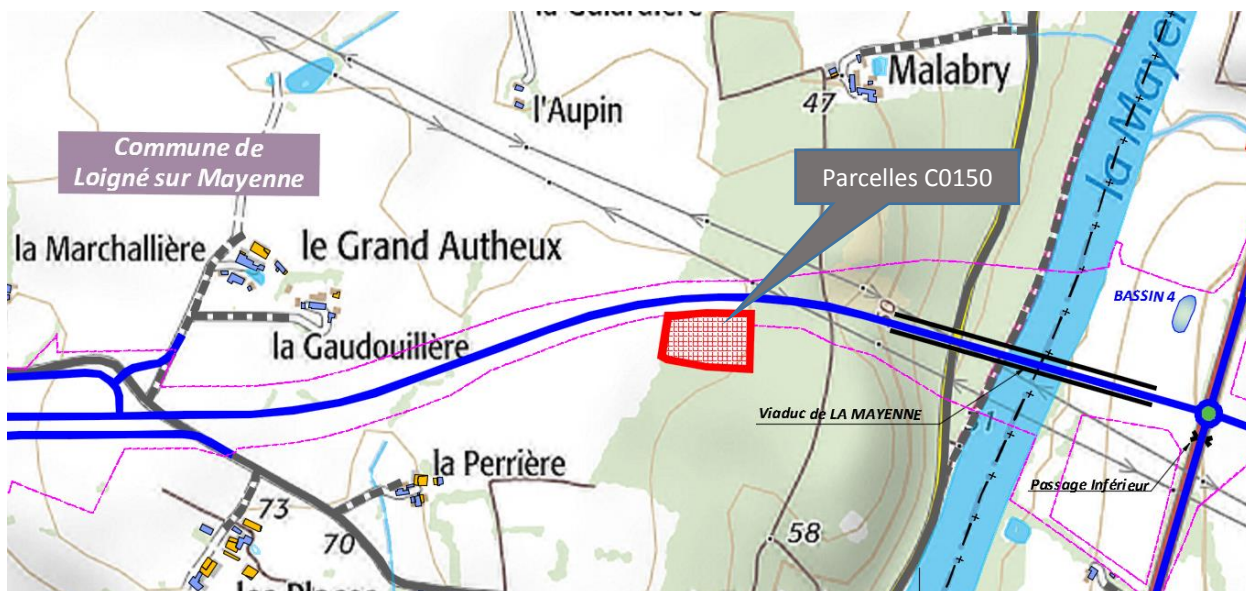 la Galardière
Malabry
47
l'Aupin
la Mayen
Commune de
Loigné sur Mayenne
Parcelles C0150
la Marchallière
le Grand Autheux
BASSIN 4
la Gaudouillère
Viaduc de LA MAYENNE
la Perrière
Passage Inférieur
73
70
58